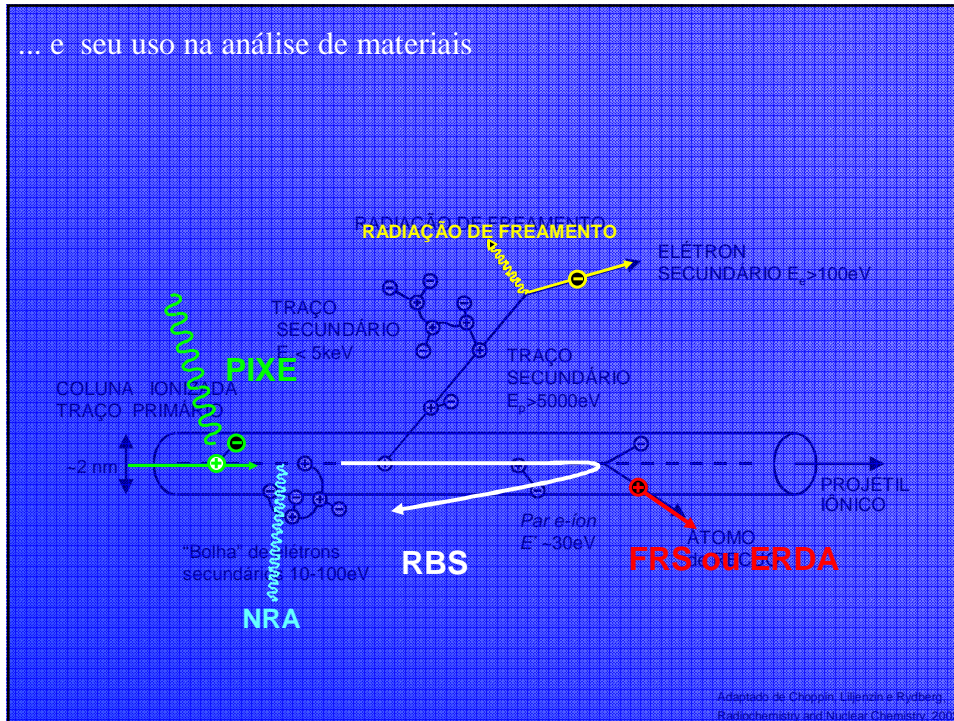 ... e seu uso na análise de materiais
RADIAÇÃO DE FREAMENTO
RADIAÇÃO DE FREAMENTO
ELÉTRON
SECUNDÁRIO Ee>100eV
TRAÇO
SECUNDÁRIO
< 5keV
PIXE
TRAÇO
SECUNDÁRIO
Ep>5000eV
COLUNA IONIZADA
TRAÇO PRIMÁRIO
~2 nm
PROJÉTIL
IÔNICO
Par e-íon
~30eV
ÁTOMO
de
"Bolha" de elétrons
secundários 10-100eV
RBS
FRS ou ERDA
NRA
Adaptado de Choppin, Liljenzin e Rydberg
Radiochemistry and Nuclear Chemistry,